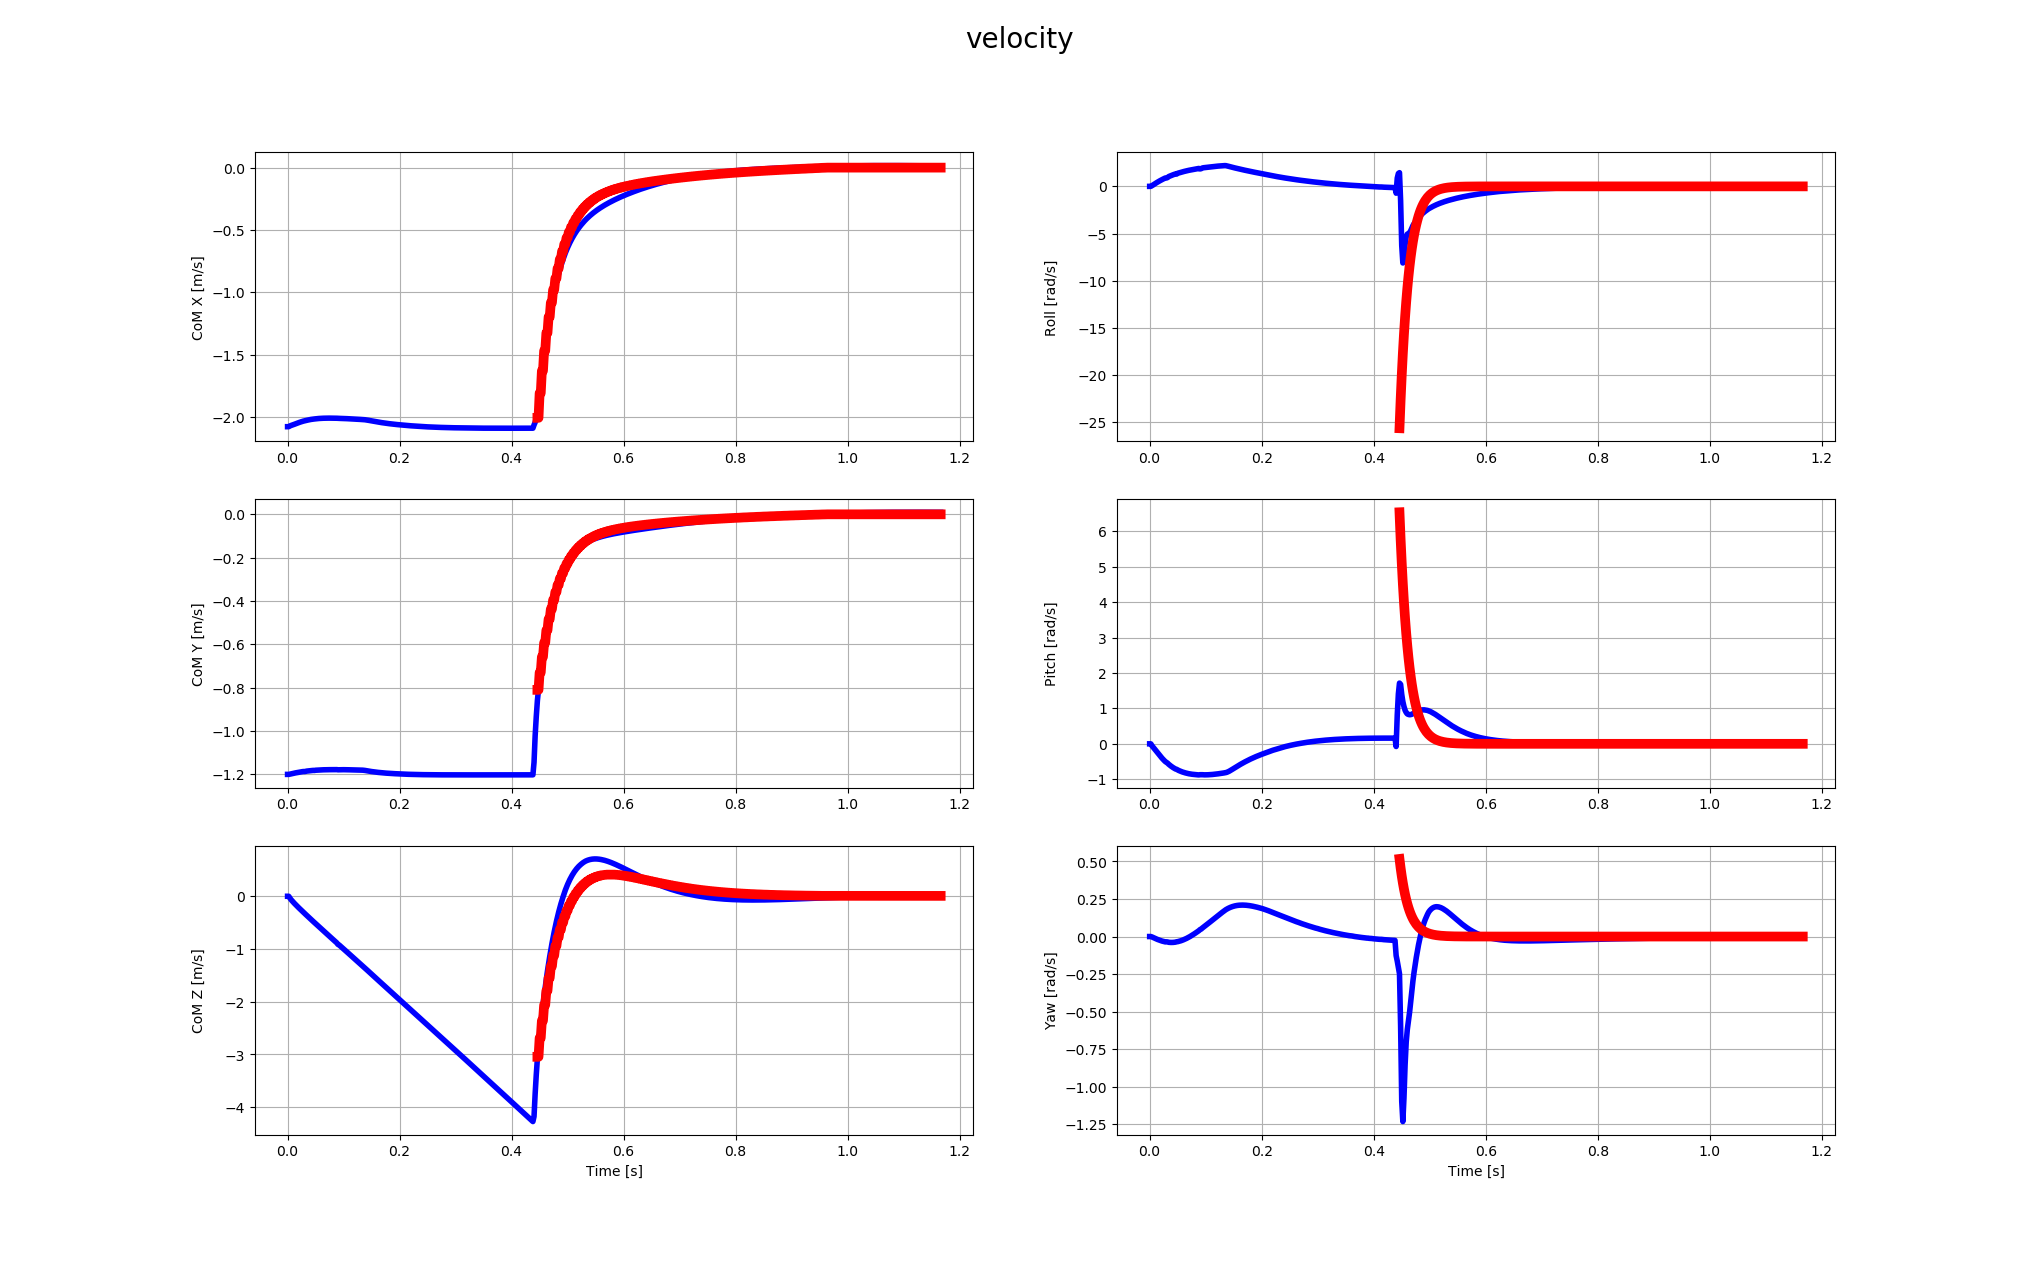 velocity
CoM X [m/s]
0.0
−0.5
−1.0
−1.5
−2.0
0.0 0.2 0.4 0.6 0.8 1.0 1.2
Roll [rad/s]
0
−5
−10
−15
−20
−25
0.0 0.2 0.4 0.6 0.8 1.0 1.2
CoM Y [m/s]
0.0
−0.2
−0.4
−0.6
−0.8
−1.0
−1.2
0.0 0.2 0.4 0.6 0.8 1.0 1.2
Pitch [rad/s]
6
5
4
3
2
1
0
−1
0.0 0.2 0.4 0.6 0.8 1.0 1.2
CoM Z [m/s]
0
−1
−2
−3
−4
0.0 0.2 0.4 0.6 0.8 1.0 1.2
Time [s]
Yaw [rad/s]
0.50
0.25
0.00
−0.25
−0.50
−0.75
−1.00
−1.25
0.0 0.2 0.4 0.6 0.8 1.0 1.2
Time [s]